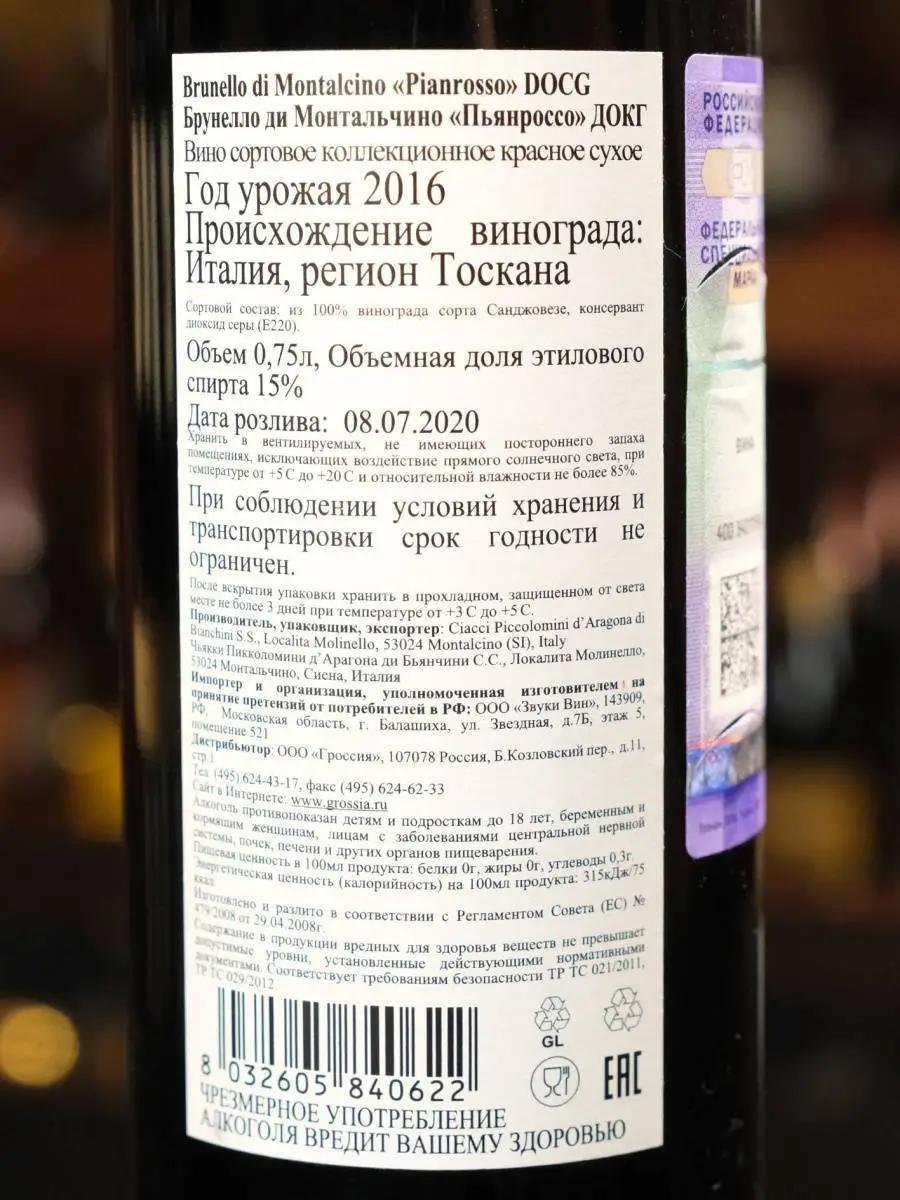 Brunello di Montalcino «Pianrosso» DOCG
Брунелло ди Монтальчино «Пьянроссо» ДОКГ
Вино сортовое коллекционное красное сухое
Год урожая 2016
Происхождение винограда:
Италия, регион Тоскана
Сортовой состав: из 100% винограда сорта Санджовезе, консервант
диоксид серы (Е220).
Объем 0,75л, Объемная доля этилового
спирта 15%
Дата розлива: 08.07.2020
Хранить в вентилируемых, не имеющих постороннего запаха
помещениях, исключающих воздействие прямого солнечного света, при
температуре от +5 С до +20 С и относительной влажности не более 85%.
При соблюдении условий хранения и
транспортировки срок годности не
ограничен.
После вскрытия упаковки хранить в прохладном, защищенном от света
месте не более 3 дней при температуре от +3 С до +5 С.
Производитель, упаковщик, экспортер: Ciacci Piccolomini d’Aragona di
Bianchini S.S., Localita Molinello, 53024 Montalcino (SI), Italy
Чьякки Пикколомини д’Арагона ди Бьянчини С.С., Локалита Молинелло,
53024 Монтальчино, Сиена, Италия
Импортер и организация, уполномоченная изготовителем на
принятие претензий от потребителей в РФ: ООО «Звуки Вин», 143909,
РФ, Московская область, г. Балашиха, ул. Звездная, д.7Б, этаж 5,
помещение 521
Дистрибьютор: ООО «Гроссия», 107078 Россия, Б.Козловский пер., д.11,
стр.1
Тел. (495) 624-43-17, факс (495) 624-62-33
Сайт в Интернете: www.grossia.ru
Алкоголь противопоказан детям и подросткам до 18 лет, беременным и
кормящим женщинам, лицам с заболеваниями центральной нервной
системы, почек, печени и других органов пищеварения.
Пищевая ценность в 100мл продукта: белки 0г, жиры 0г, углеводы 0,3г.
Энергетическая ценность (калорийность) на 100мл продукта: 315кДж/75
ккал
Изготовлено и разлито в соответствии с Регламентом Совета (ЕС) №
479/2008 от 29.04.2008г.
Содержание в продукции вредных для здоровья веществ не превышает
допустимые уровни, установленные действующими нормативными
документами. Соответствует требованиям безопасности ТР ТС 021/2011,
ТР ТС 029/2012
8 032605 840622
GL
EAC
ЧРЕЗМЕРНОЕ УПОТРЕБЛЕНИЕ
АЛКОГОЛЯ ВРЕДИТ ВАШЕМУ ЗДОРОВЬЮ
РОССИЙС
ФЕДЕРА
ФЕДЕРАЛЬ
СПЕЦИАЛ
МАРК
ВИНА